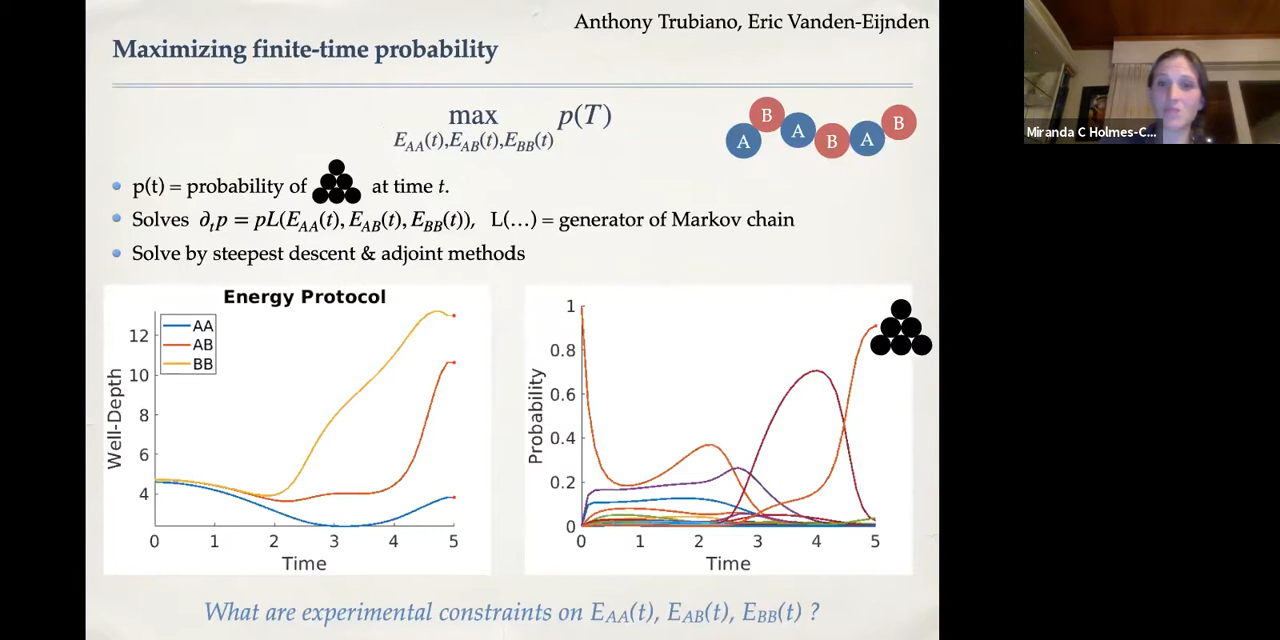 Anthony Trubiano, Eric Vanden-Eijnden
Maximizing finite-time probability
max p(T)
E_AA(t),E_AB(t),E_BB(t)
A B A B A B
p(t) = probability of at time t.
Solves ∂_t p = pL(E_AA(t), E_AB(t), E_BB(t)), L(…) = generator of Markov chain
Solve by steepest descent & adjoint methods
Energy Protocol
AA
AB
BB
12
10
8
6
4
Well-Depth
0 1 2 3 4 5
Time
1
0.8
0.6
0.4
0.2
0
Probability
0 1 2 3 4 5
Time
What are experimental constraints on E_AA(t), E_AB(t), E_BB(t) ?
Miranda C Holmes-C...